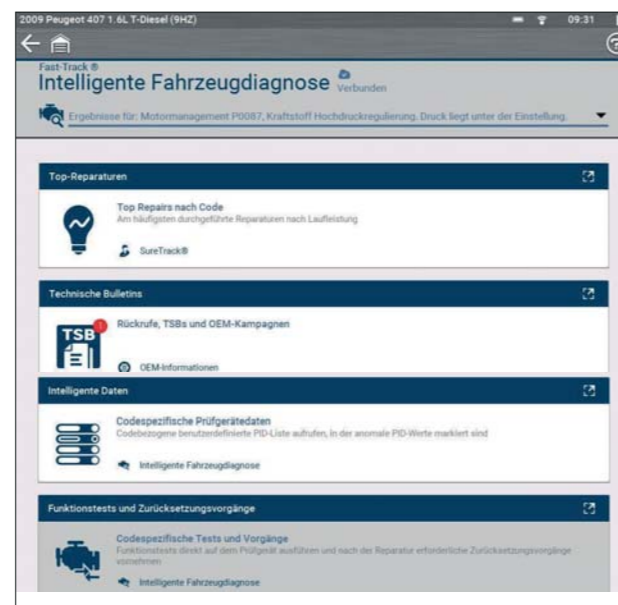 2009 Peugeot 407 1.6L T-Diesel (9HZ)
09:31
Fast-Track ®
Intelligente Fahrzeugdiagnose
Verbunden
Ergebnisse für: Motormanagement P0087, Kraftstoff Hochdruckregulierung. Druck liegt unter der Einstellung.
Top-Reparaturen
Top Repairs nach Code
Am häufigsten durchgeführte Reparaturen nach Laufleistung
SureTrack®
Technische Bulletins
TSB
!
Rückrufe, TSBs und OEM-Kampagnen
OEM-Informationen
Intelligente Daten
Codespezifische Prüfgerätedaten
Codebezogene benutzerdefinierte PID-Liste aufrufen, in der anomale PID-Werte markiert sind
Intelligente Fahrzeugdiagnose
Funktionstests und Zurücksetzungsvorgänge
Codespezifische Tests und Vorgänge
Funktionstests direkt auf dem Prüfgerät ausführen und nach der Reparatur erforderliche Zurücksetzungsvorgänge
vornehmen
Intelligente Fahrzeugdiagnose